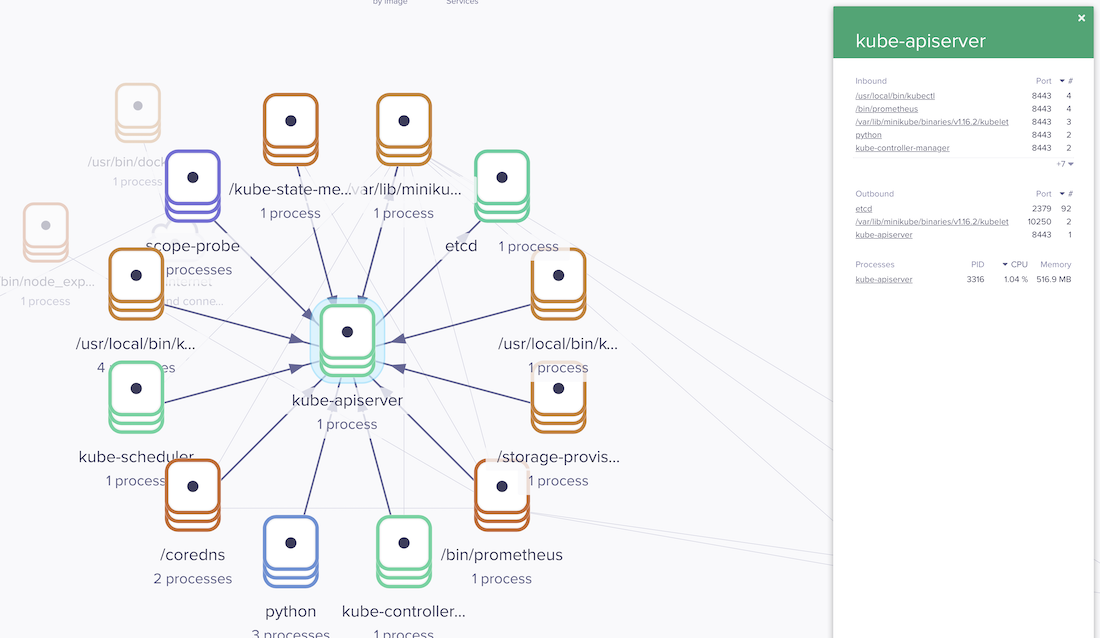 by image
Services
/usr/bin/dock
1 process
/kube-state-me...
1 process
/var/lib/miniku...
1 process
scope-probe
processes
etcd
1 process
/bin/node_exp...
1 process
internet
nd conne...
/usr/local/bin/k...
4
es
/usr/local/bin/k...
1 process
kube-apiserver
1 process
kube-scheduler
1 process
/storage-provis...
1 process
/coredns
2 processes
/bin/prometheus
1 process
python
3 processes
kube-controller...
1 process
×
kube-apiserver
Inbound Port #
/usr/local/bin/kubectl 8443 4
/bin/prometheus 8443 4
/var/lib/minikube/binaries/v1.16.2/kubelet 8443 3
python 8443 2
kube-controller-manager 8443 2
+7
Outbound Port #
etcd 2379 92
/var/lib/minikube/binaries/v1.16.2/kubelet 10250 2
kube-apiserver 8443 1
Processes PID CPU Memory
kube-apiserver 3316 1.04 % 516.9 MB